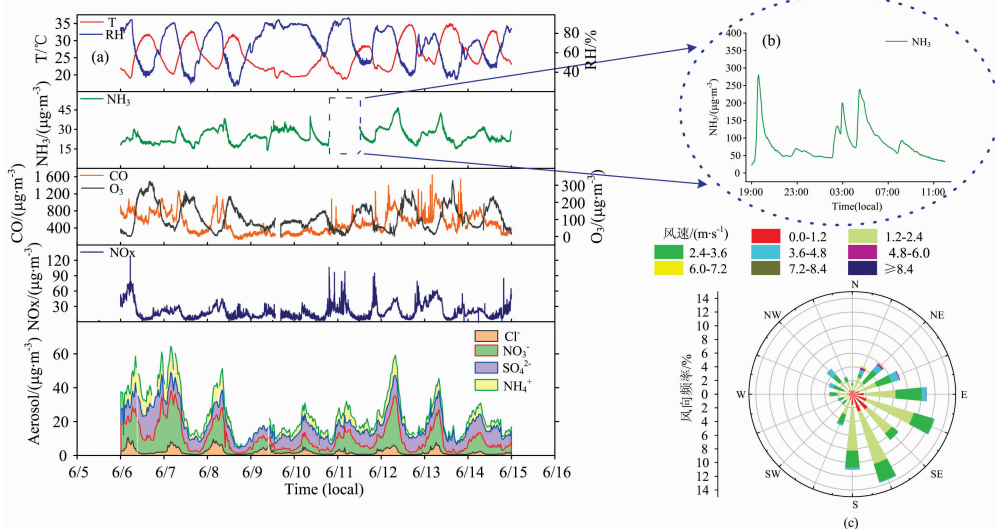 T/℃
35
30
25
20
T
RH
(a)
80
60
40
RH/%
NH₃/(μg·m⁻³)
45
30
15
NH₃
CO/(μg·m⁻³)
1 600
800
0
CO
O₃
300
200
100
0
O₃/(μg·m⁻³)
NOx/(μg·m⁻³)
120
90
60
30
NOx
Aerosol/(μg·m⁻³)
60
40
20
0
Cl⁻
NO₃⁻
SO₄²⁻
NH₄⁺
6/5 6/6 6/7 6/8 6/9 6/10 6/11 6/12 6/13 6/14 6/15 6/16
Time (local)
(b)
NH₃
NH₃/(μg·m⁻³)
400
350
300
250
200
150
100
50
0
19:00 23:00 03:00 07:00 11:00
Time(local)
风速/(m·s⁻¹)
0.0-1.2
1.2-2.4
2.4-3.6
3.6-4.8
4.8-6.0
6.0-7.2
7.2-8.4
≥8.4
风向频率/%
14
12
10
8
6
4
2
0
2
4
6
8
10
12
14
N
NE
E
SE
S
SW
W
NW
(c)